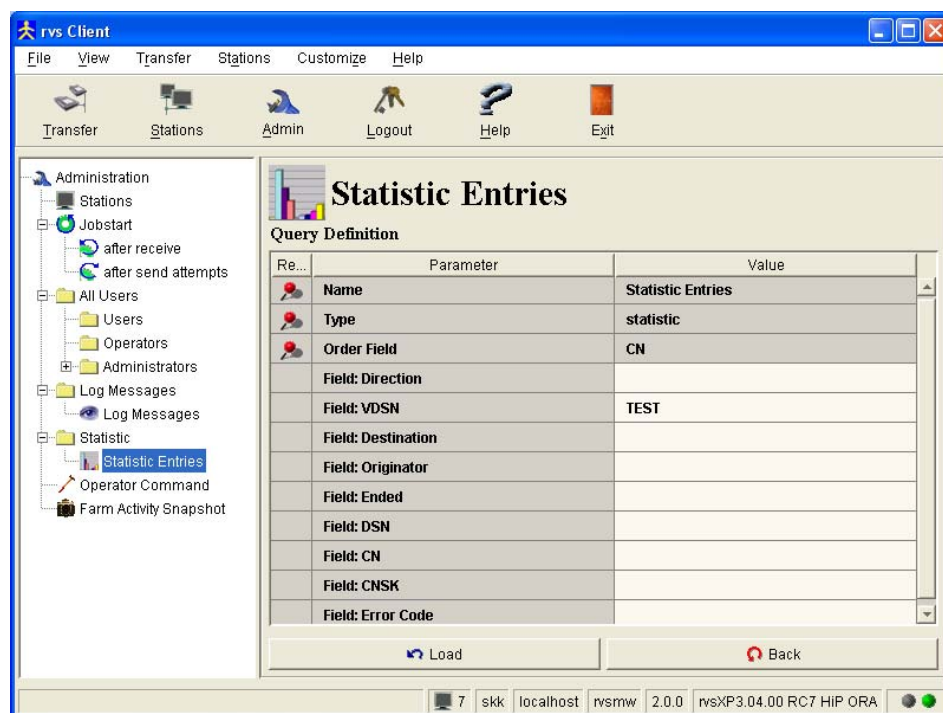 rvs Client
File View Transfer Stations Customize Help
Transfer Stations Admin Logout Help Exit
Administration
Stations
Jobstart
after receive
after send attempts
All Users
Users
Operators
Administrators
Log Messages
Log Messages
Statistic
Statistic Entries
Operator Command
Farm Activity Snapshot
Statistic Entries
Query Definition
Re... Parameter Value
Name Statistic Entries
Type statistic
Order Field CN
Field: Direction
Field: VDSN TEST
Field: Destination
Field: Originator
Field: Ended
Field: DSN
Field: CN
Field: CNSK
Field: Error Code
Load Back
7 skk localhost rvsmw 2.0.0 rvsXP3.04.00 RC7 HiP ORA